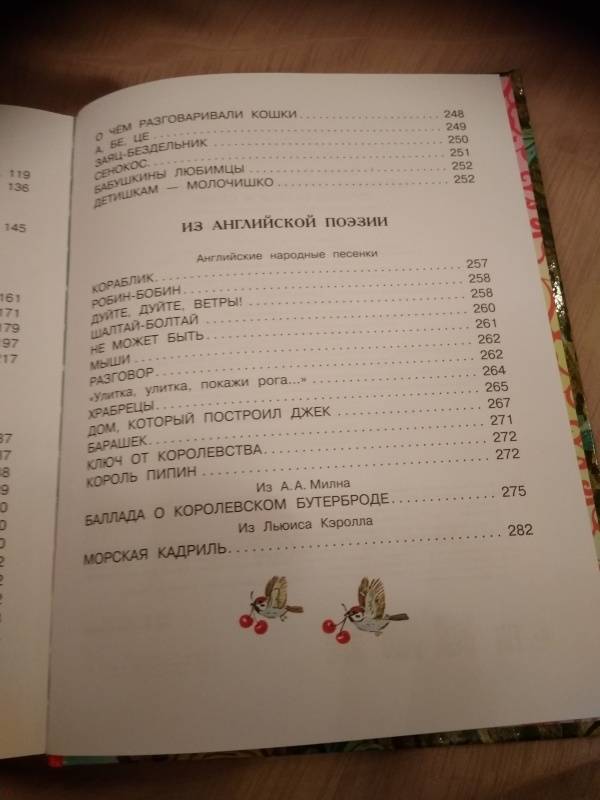 119
136
145
161
171
179
197
217
О ЧЁМ РАЗГОВАРИВАЛИ КОШКИ 248
А, БЕ, ЦЕ 249
ЗАЯЦ-БЕЗДЕЛЬНИК 250
СЕНОКОС 251
БАБУШКИНЫ ЛЮБИМЦЫ 252
ДЕТИШКАМ — МОЛОЧИШКО 252
ИЗ АНГЛИЙСКОЙ ПОЭЗИИ
Английские народные песенки
КОРАБЛИК 257
РОБИН-БОБИН 258
ДУЙТЕ, ДУЙТЕ, ВЕТРЫ! 258
ШАЛТАЙ-БОЛТАЙ 260
НЕ МОЖЕТ БЫТЬ 261
МЫШИ 262
РАЗГОВОР 262
«Улитка, улитка, покажи рога...» 264
ХРАБРЕЦЫ 265
ДОМ, КОТОРЫЙ ПОСТРОИЛ ДЖЕК 267
БАРАШЕК 271
КЛЮЧ ОТ КОРОЛЕВСТВА 272
КОРОЛЬ ПИПИН 272
Из А. А. Милна
БАЛЛАДА О КОРОЛЕВСКОМ БУТЕРБРОДЕ 275
Из Льюиса Кэролла
МОРСКАЯ КАДРИЛЬ 282